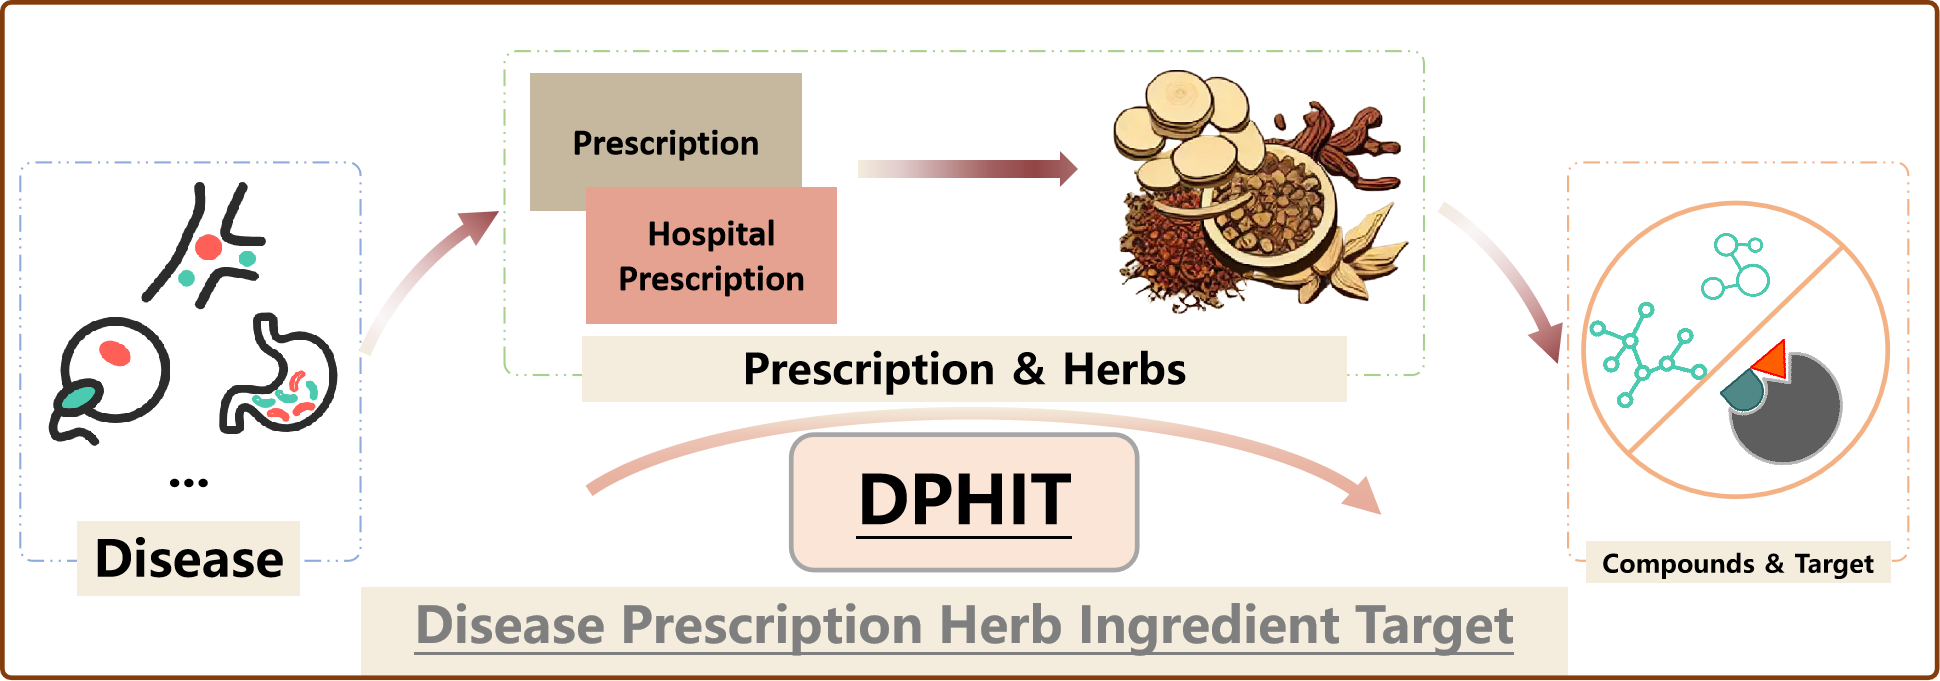 Prescription
Hospital
Prescription
Prescription & Herbs
...
Disease
DPHIT
Compounds & Target
Disease Prescription Herb Ingredient Target